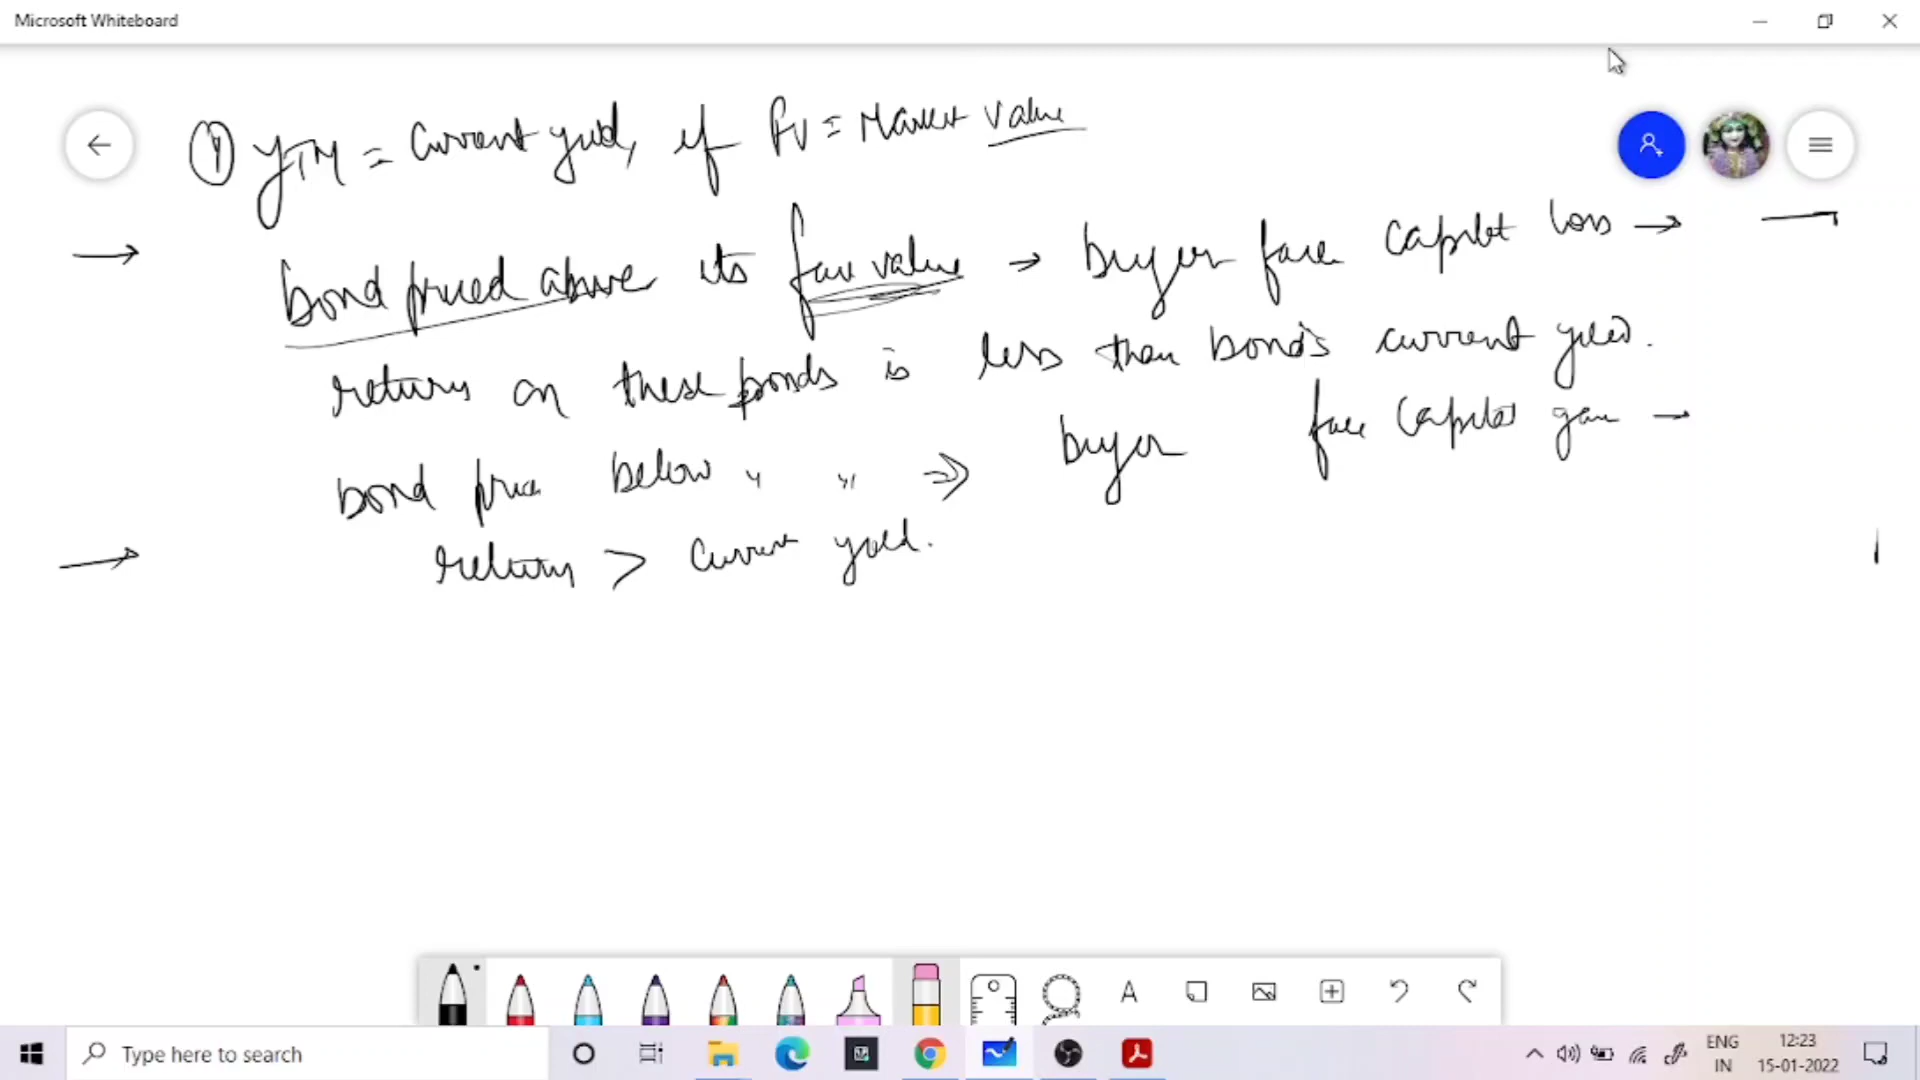 Microsoft Whiteboard
④ YTM = Current yield, if FV = Market value
→ bond priced above its face value → buyer face capital loss →
return on these bonds is less than bond's current yield.
bond price below " " ⇒ buyer face capital gain →
→ return > current yield.
A
Type here to search
ENG
IN
12:23
15-01-2022